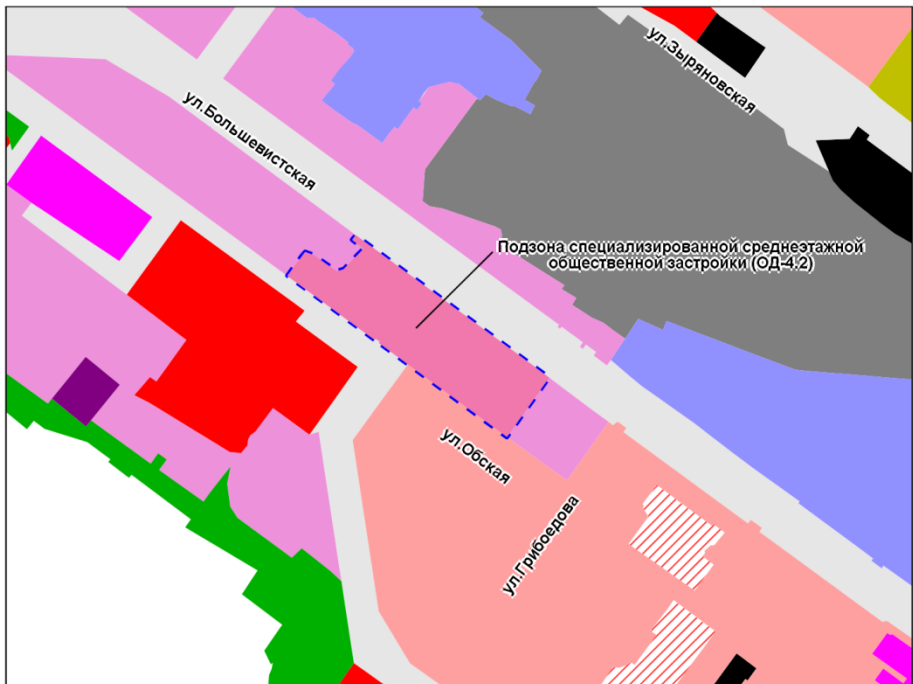 ул.Зыряновская
ул.Большевистская
Подзона специализированной среднеэтажной
общественной застройки (ОД-4.2)
ул.Обская
ул.Грибоедова